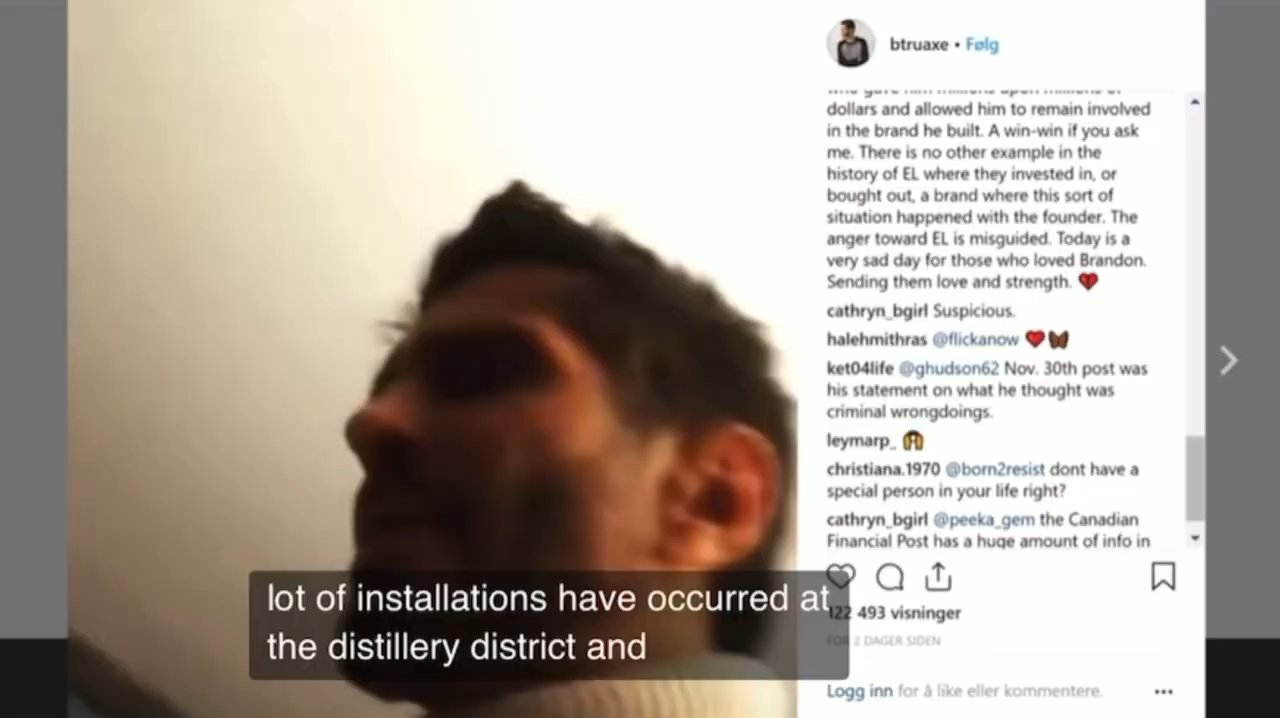 btruaxe • Følg
who gave him millions upon millions of
dollars and allowed him to remain involved
in the brand he built. A win-win if you ask
me. There is no other example in the
history of EL where they invested in, or
bought out, a brand where this sort of
situation happened with the founder. The
anger toward EL is misguided. Today is a
very sad day for those who loved Brandon.
Sending them love and strength. 💔
cathryn_bgirl Suspicious.
halehmithras @flickanow ❤️🦋
ket04life @ghudson62 Nov. 30th post was
his statement on what he thought was
criminal wrongdoings.
leymarp_ 🙏
christiana.1970 @born2resist dont have a
special person in your life right?
cathryn_bgirl @peeka_gem the Canadian
Financial Post has a huge amount of info in
122 493 visninger
FOR 2 DAGER SIDEN
Logg inn for å like eller kommentere.
lot of installations have occurred at
the distillery district and